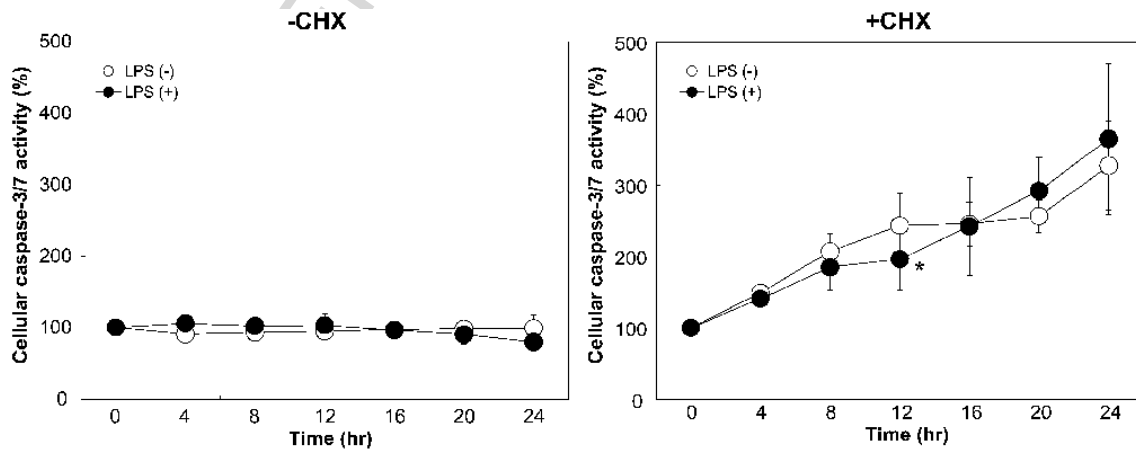 -CHX
500
400
300
200
100
0
LPS (-)
LPS (+)
Cellular caspase-3/7 activity (%)
0 4 8 12 16 20 24
Time (hr)
+CHX
500
400
300
200
100
0
LPS (-)
LPS (+)
*
Cellular caspase-3/7 activity (%)
0 4 8 12 16 20 24
Time (hr)